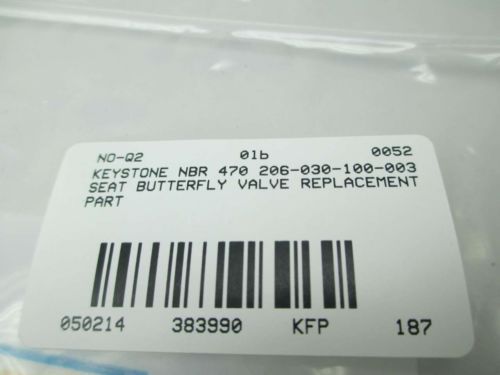 NO-Q2 01b 0052
KEYSTONE NBR 470 206-030-100-003
SEAT BUTTERFLY VALVE REPLACEMENT
PART
050214 383990 KFP 187